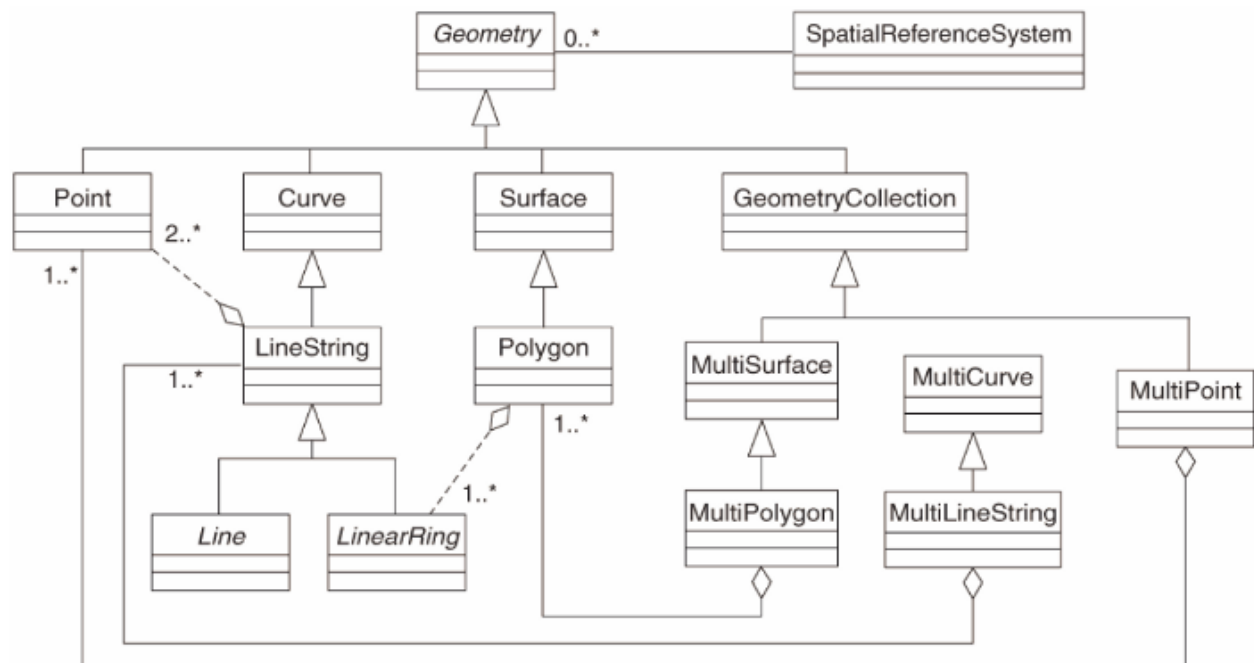 Geometry
0..*
SpatialReferenceSystem
Point
Curve
Surface
GeometryCollection
2..*
1..*
LineString
Polygon
MultiSurface
MultiCurve
MultiPoint
1..*
1..*
1..*
Line
LinearRing
MultiPolygon
MultiLineString